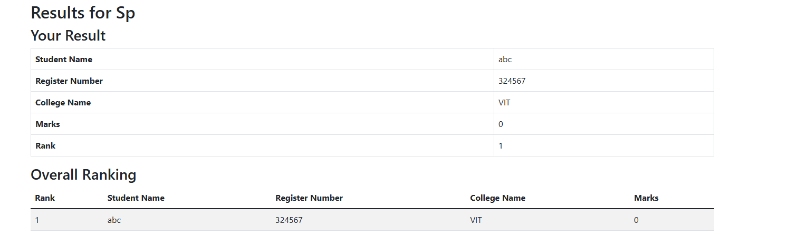 Results for Sp
Your Result
Student Name abc
Register Number 324567
College Name VIT
Marks 0
Rank 1
Overall Ranking
Rank Student Name Register Number College Name Marks
1 abc 324567 VIT 0